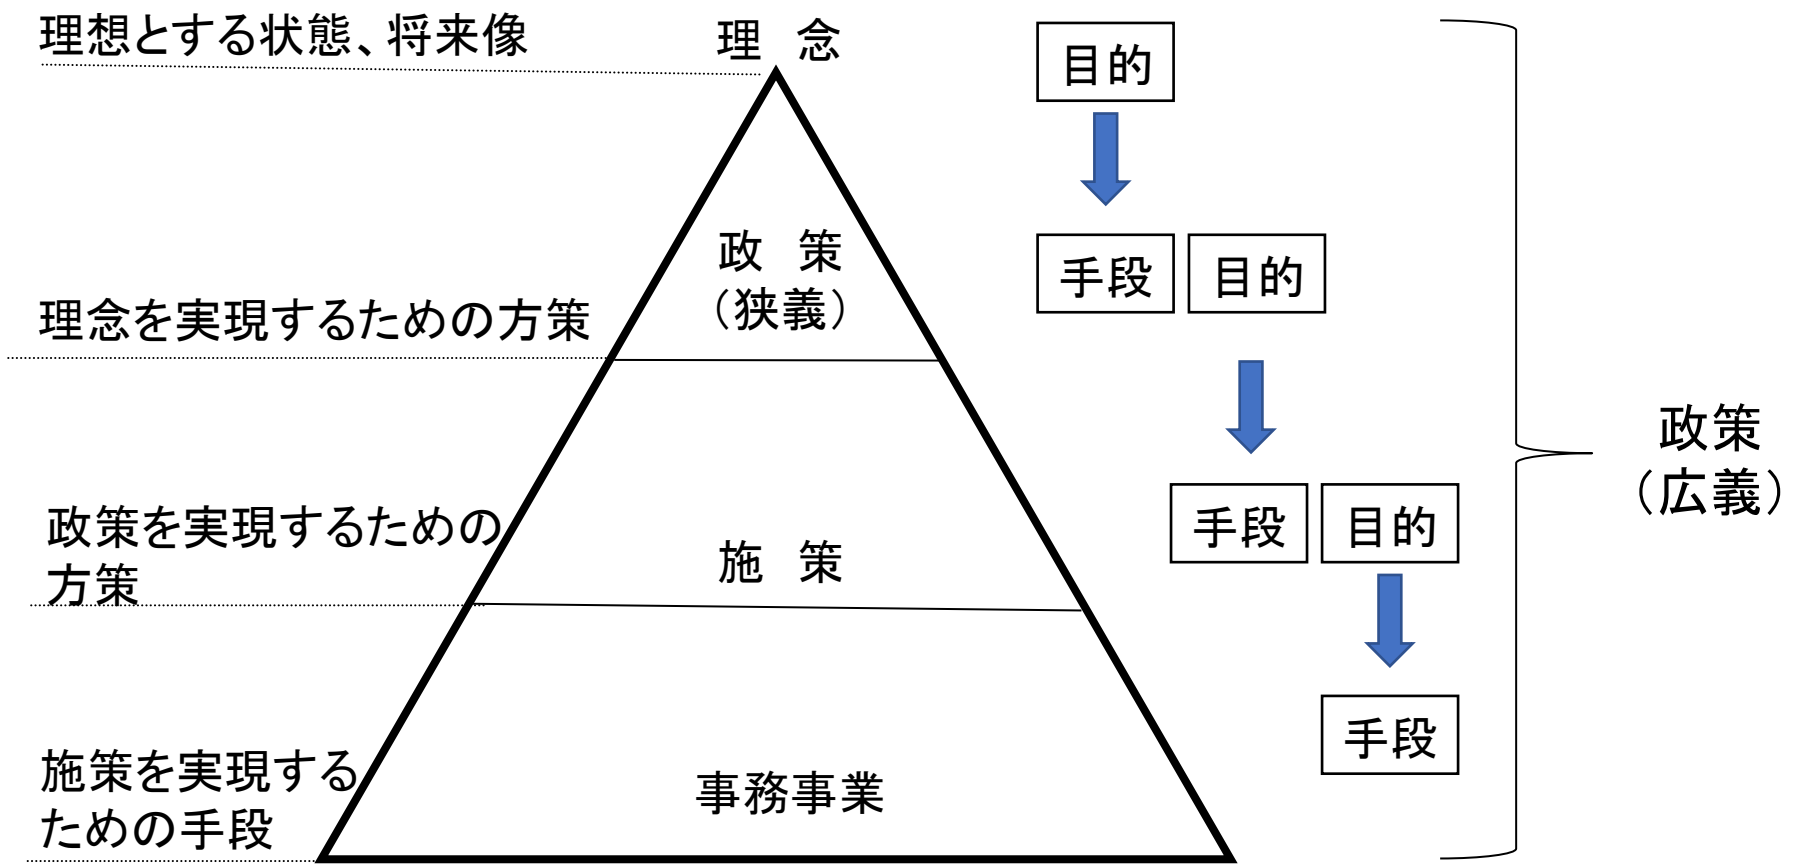 理想とする状態、将来像
理 念
目的
政 策
（狭義）
手段
目的
理念を実現するための方策
政策
（広義）
政策を実現するための
方策
施 策
手段
目的
手段
施策を実現する
ための手段
事務事業